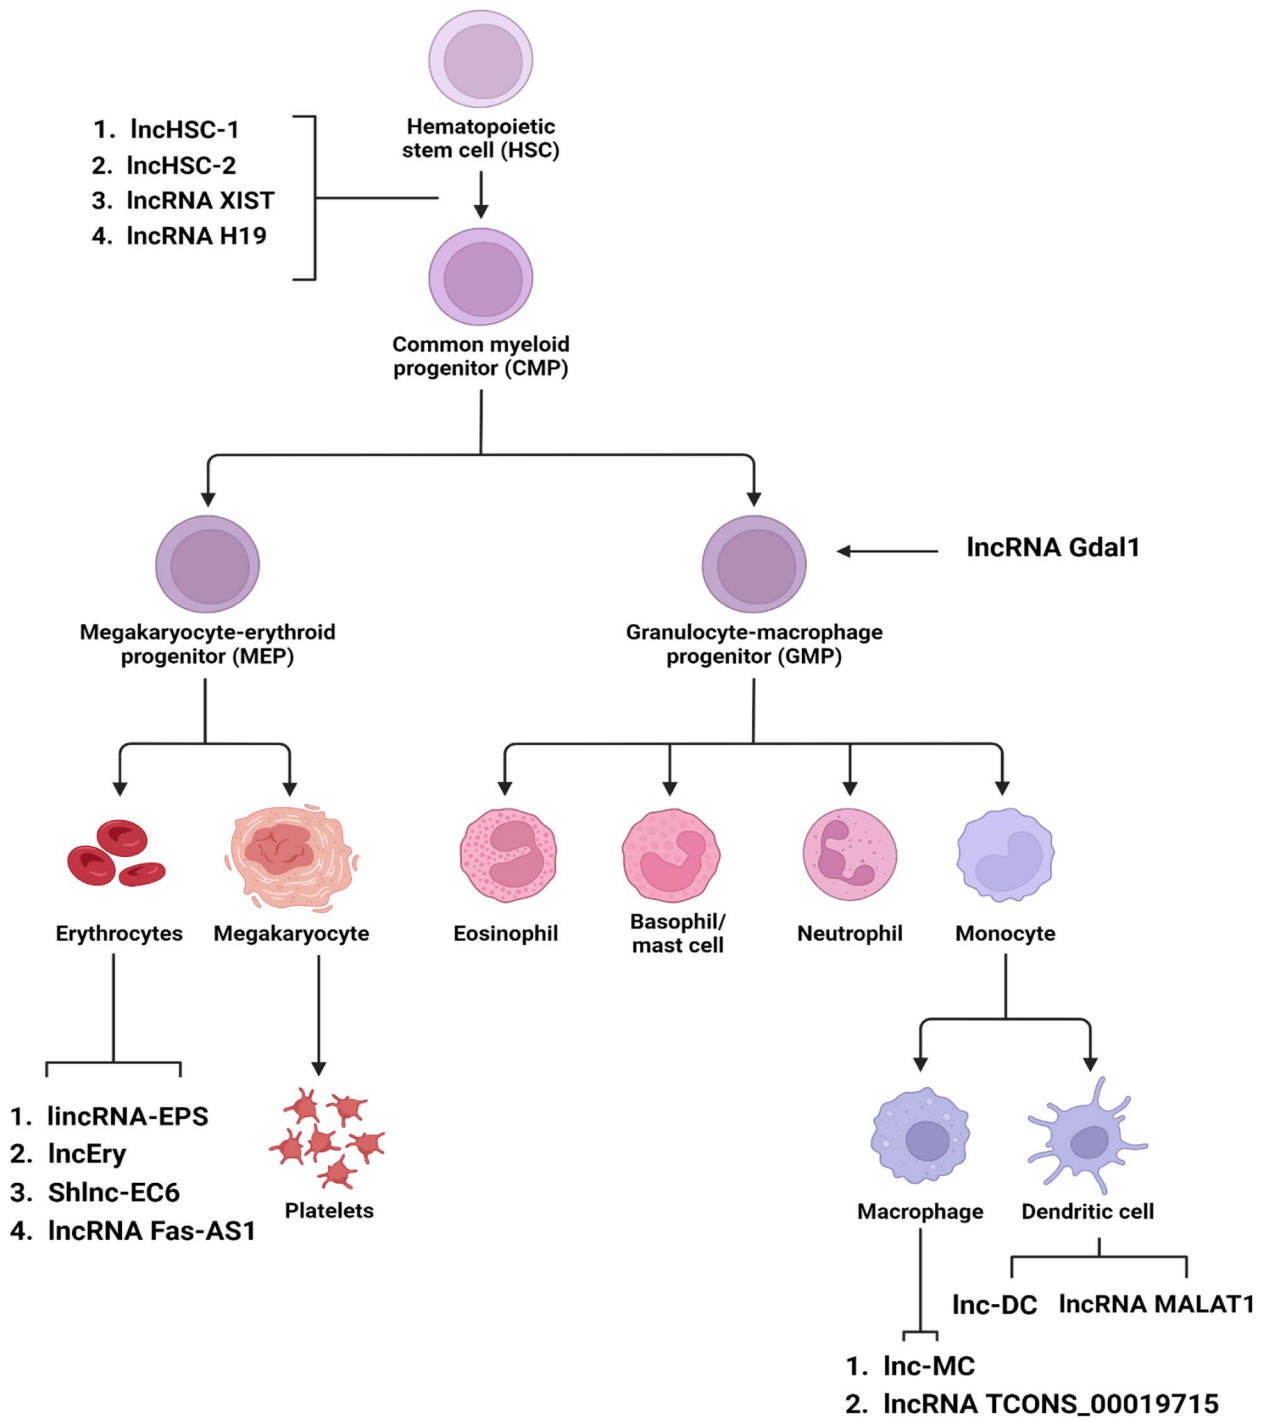 Hematopoietic
stem cell (HSC)
1. lncHSC-1
2. lncHSC-2
3. lncRNA XIST
4. lncRNA H19
Common myeloid
progenitor (CMP)
lncRNA Gdal1
Megakaryocyte-erythroid
progenitor (MEP)
Granulocyte-macrophage
progenitor (GMP)
Erythrocytes
Megakaryocyte
Eosinophil
Basophil/
mast cell
Neutrophil
Monocyte
1. lincRNA-EPS
2. lncEry
3. Shlnc-EC6
4. lncRNA Fas-AS1
Platelets
Macrophage
Dendritic cell
lnc-DC
lncRNA MALAT1
1. lnc-MC
2. lncRNA TCONS_00019715